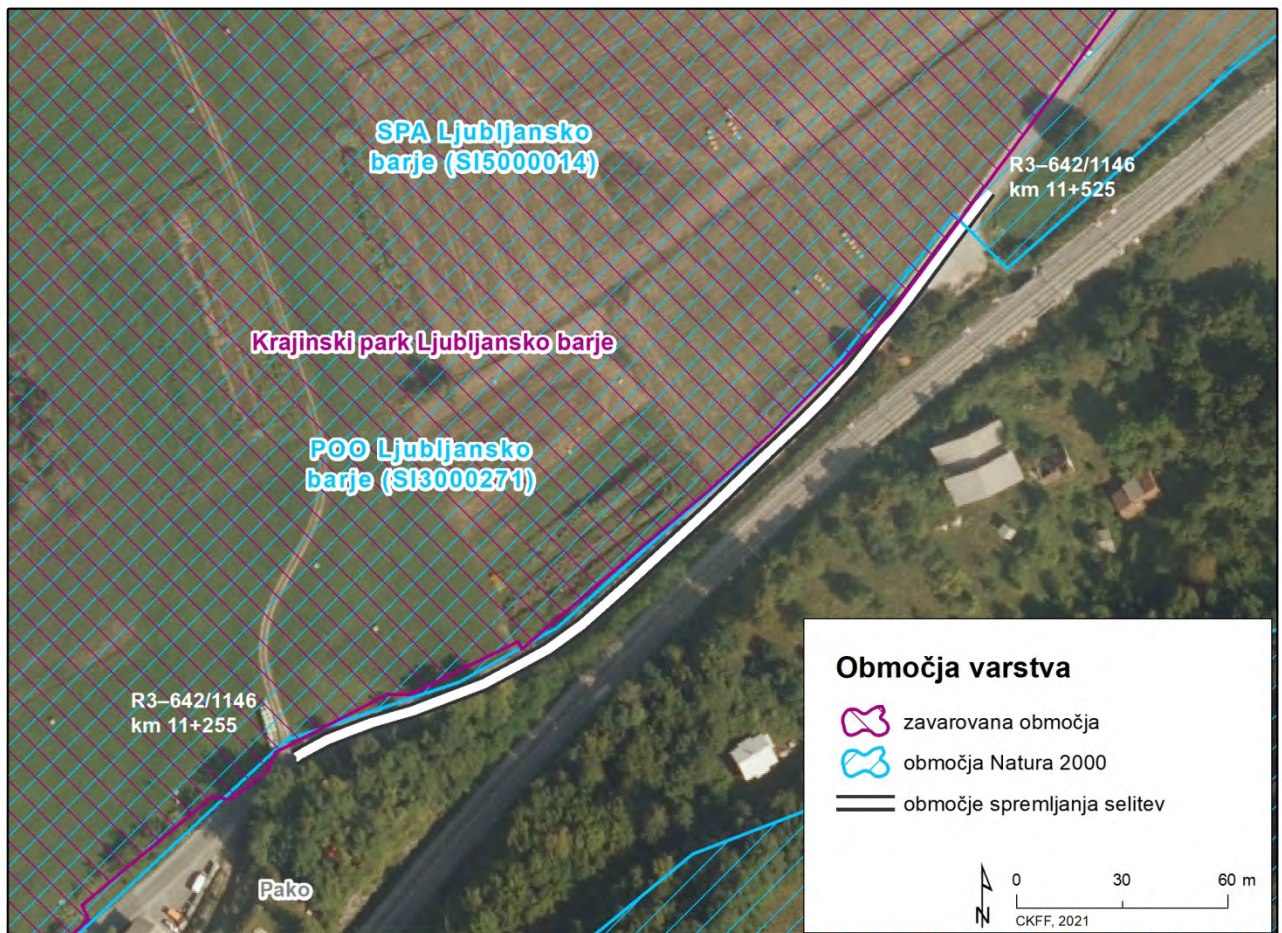 SPA Ljubljansko
barje (SI5000014)
R3–642/1146
km 11+525
Krajinski park Ljubljansko barje
POO Ljubljansko
barje (SI3000271)
R3–642/1146
km 11+255
Pako
Območja varstva
zavarovana območja
območja Natura 2000
območje spremljanja selitev
N
0 30 60 m
CKFF, 2021